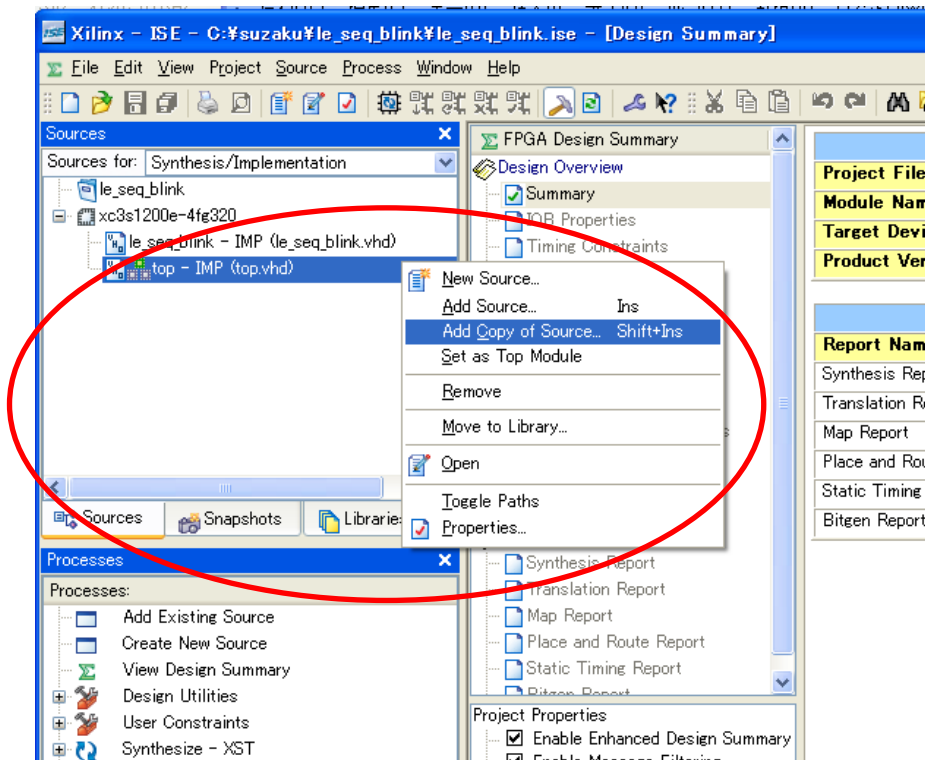 Xilinx - ISE - C:¥suzaku¥le_seq_blink¥le_seq_blink.ise - [Design Summary]
File Edit View Project Source Process Window Help
Sources
Sources for: Synthesis/Implementation
le_seq_blink
xc3s1200e-4fg320
le_seq_blink - IMP (le_seq_blink.vhd)
top - IMP (top.vhd)
Sources Snapshots Libraries
New Source...
Add Source... Ins
Add Copy of Source... Shift+Ins
Set as Top Module
Remove
Move to Library...
Open
Toggle Paths
Properties...
Processes
Processes:
Add Existing Source
Create New Source
View Design Summary
Design Utilities
User Constraints
Synthesize - XST
FPGA Design Summary
Design Overview
Summary
IOB Properties
Timing Constraints
Synthesis Report
Translation Report
Map Report
Place and Route Report
Static Timing Report
Bitgen Report
Project Properties
Enable Enhanced Design Summary
Enable Message Filtering
Project File
Module Nam
Target Devi
Product Ver
Report Nam
Synthesis Rep
Translation R
Map Report
Place and Rou
Static Timing
Bitgen Report